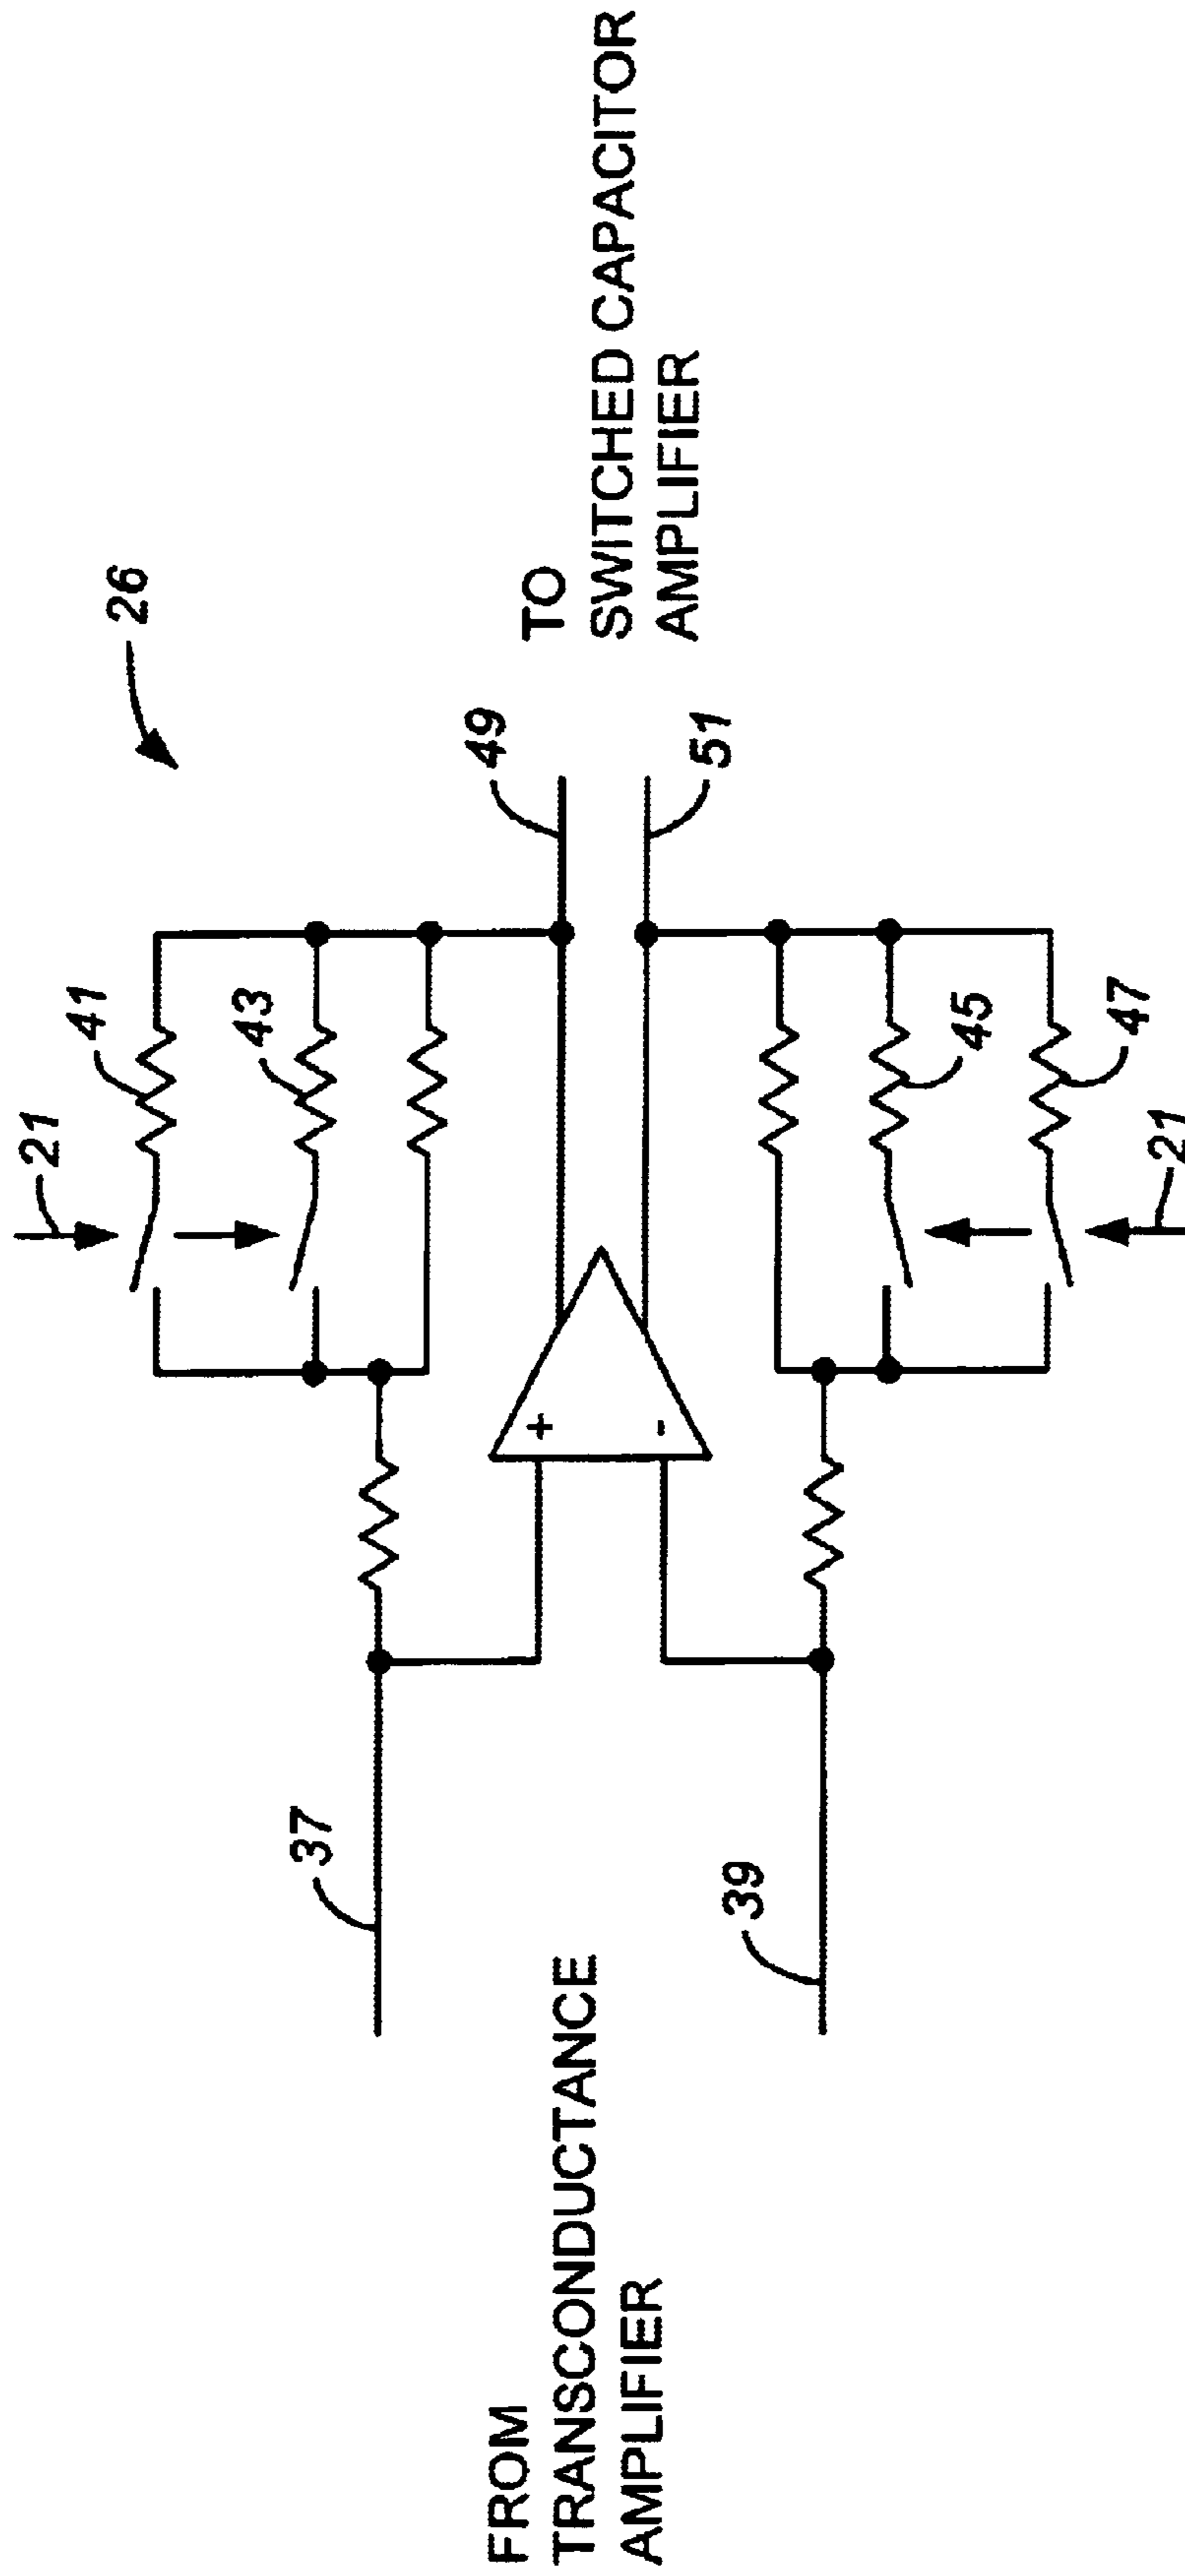 26
21
41
43
49
37
+
-
FROM
TRANSCONDUCTANCE
AMPLIFIER
TO
SWITCHED CAPACITOR
AMPLIFIER
51
39
45
47
21